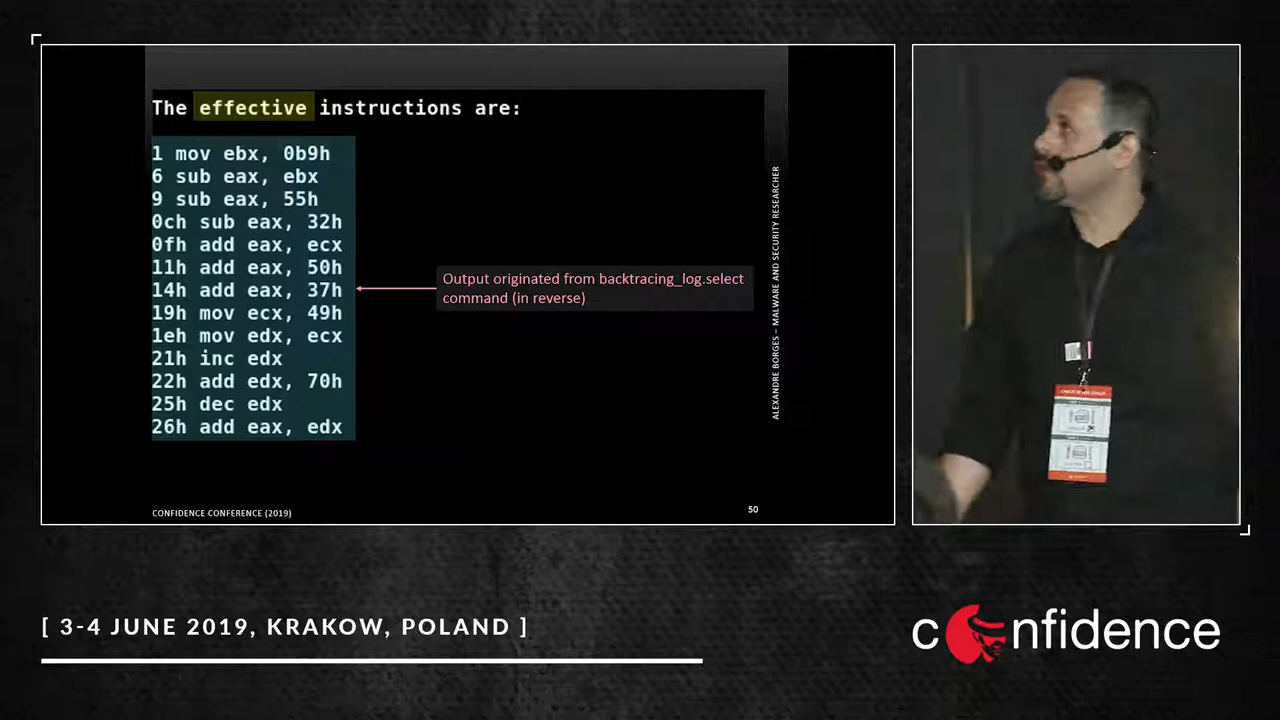 The effective instructions are:
1 mov ebx, 0b9h
6 sub eax, ebx
9 sub eax, 55h
0ch sub eax, 32h
0fh add eax, ecx
11h add eax, 50h
14h add eax, 37h
19h mov ecx, 49h
1eh mov edx, ecx
21h inc edx
22h add edx, 70h
25h dec edx
26h add eax, edx
Output originated from backtracing_log.select
command (in reverse)
ALEXANDRE BORGES – MALWARE AND SECURITY RESEARCHER
CONFIDENCE CONFERENCE (2019)
50
[ 3-4 JUNE 2019, KRAKOW, POLAND ]
confidence